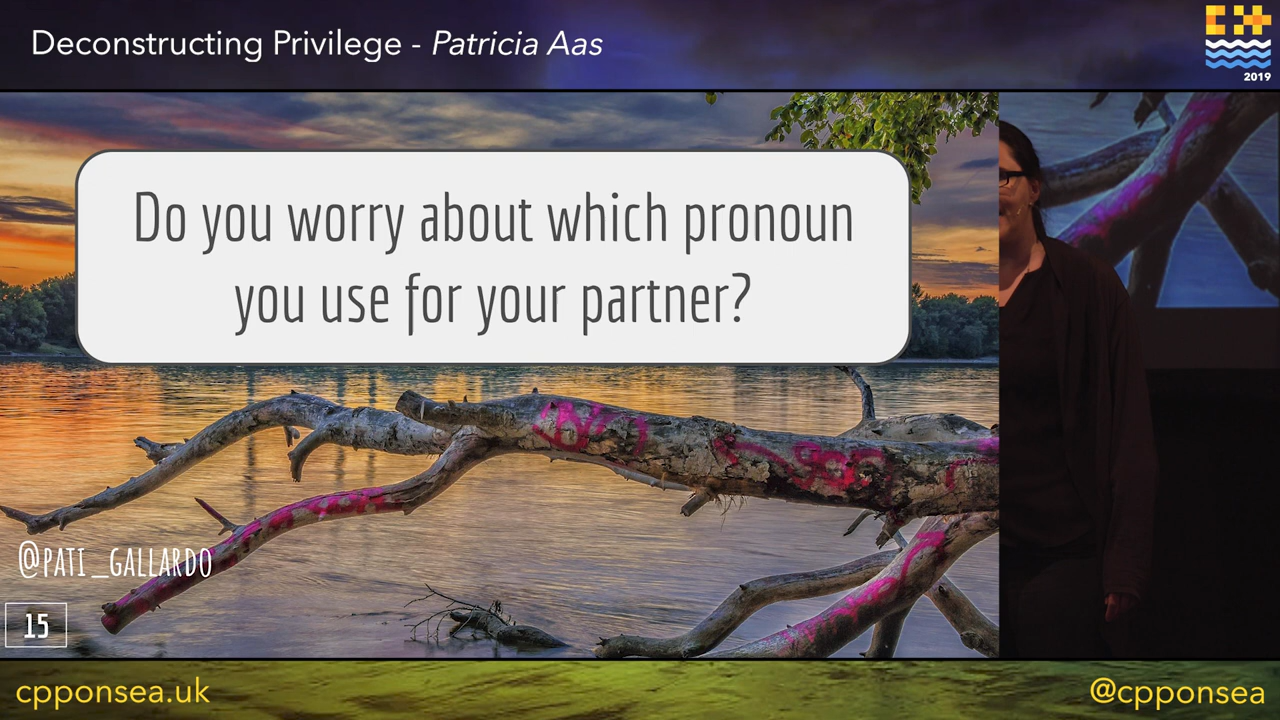 Deconstructing Privilege - Patricia Aas
2019
Do you worry about which pronoun
you use for your partner?
@PATI_GALLARDO
15
cpponsea.uk
@cpponsea